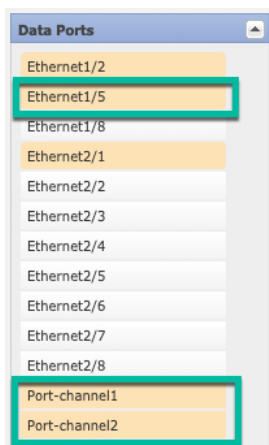 Data Ports
Ethernet1/2
Ethernet1/5
Ethernet1/8
Ethernet2/1
Ethernet2/2
Ethernet2/3
Ethernet2/4
Ethernet2/5
Ethernet2/6
Ethernet2/7
Ethernet2/8
Port-channel1
Port-channel2